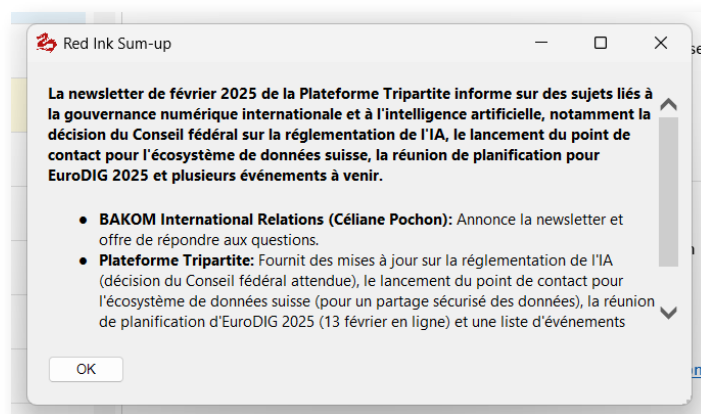 Red Ink Sum-up
La newsletter de février 2025 de la Plateforme Tripartite informe sur des sujets liés à
la gouvernance numérique internationale et à l'intelligence artificielle, notamment la
décision du Conseil fédéral sur la réglementation de l'IA, le lancement du point de
contact pour l'écosystème de données suisse, la réunion de planification pour
EuroDIG 2025 et plusieurs événements à venir.
● BAKOM International Relations (Céliane Pochon): Annonce la newsletter et
offre de répondre aux questions.
● Plateforme Tripartite: Fournit des mises à jour sur la réglementation de l'IA
(décision du Conseil fédéral attendue), le lancement du point de contact pour
l'écosystème de données suisse (pour un partage sécurisé des données), la réunion
de planification d'EuroDIG 2025 (13 février en ligne) et une liste d'événements
OK